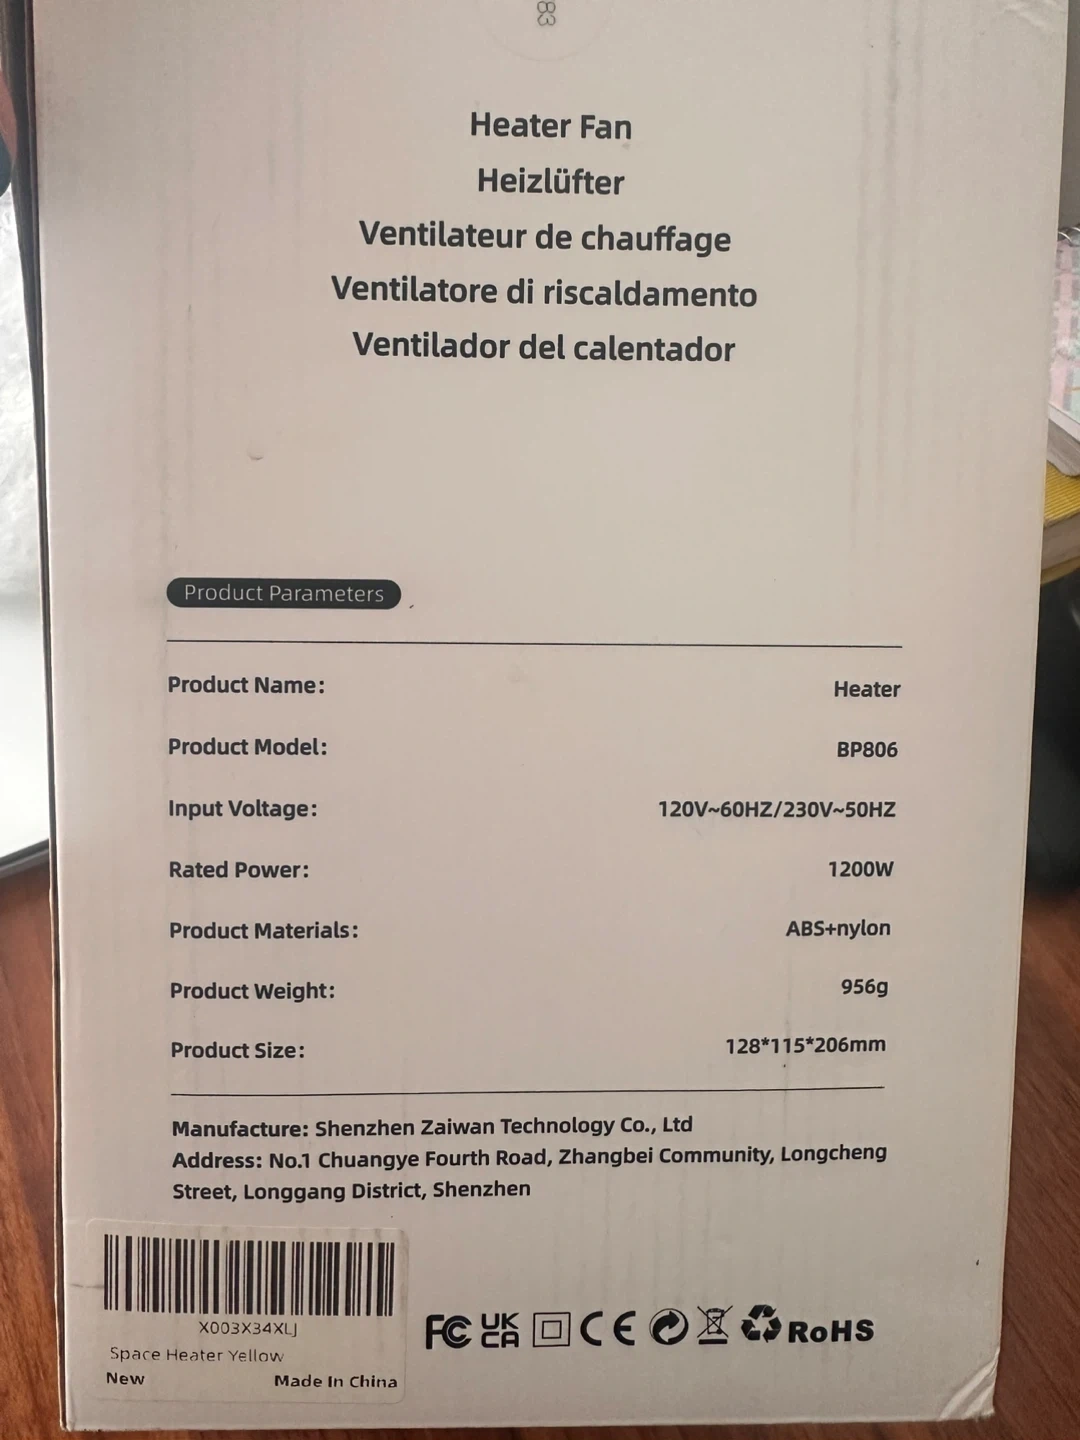 83
Heater Fan
Heizlüfter
Ventilateur de chauffage
Ventilatore di riscaldamento
Ventilador del calentador
Product Parameters
Product Name: Heater
Product Model: BP806
Input Voltage: 120V~60HZ/230V~50HZ
Rated Power: 1200W
Product Materials: ABS+nylon
Product Weight: 956g
Product Size: 128*115*206mm
Manufacture: Shenzhen Zaiwan Technology Co., Ltd
Address: No.1 Chuangye Fourth Road, Zhangbei Community, Longcheng
Street, Longgang District, Shenzhen
X003X34XLJ
Space Heater Yellow
New Made In China
FC UK CA CE RoHS